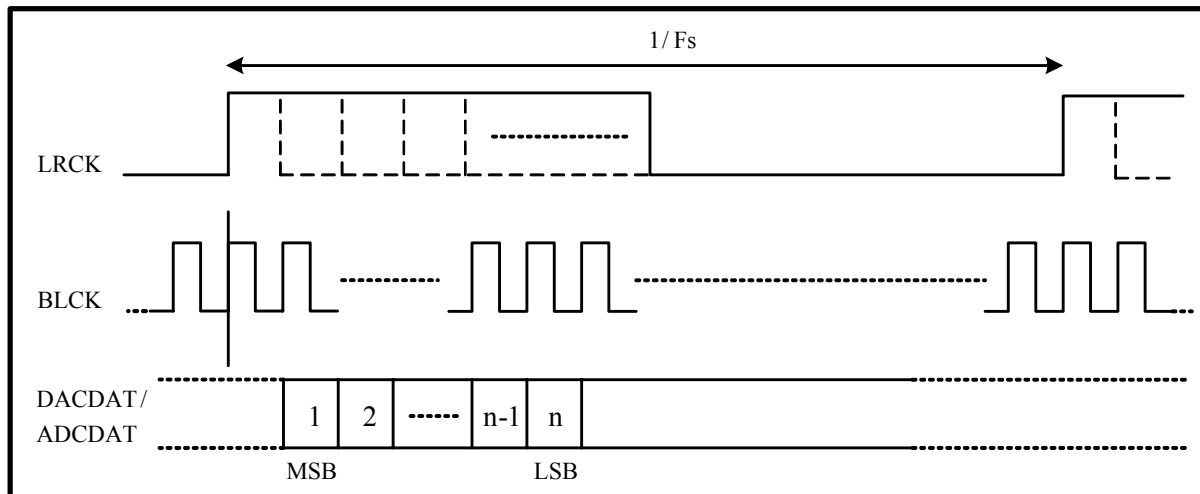 1/ Fs
LRCK
BLCK
DACDAT /
ADCDAT
1 2 n-1 n
MSB LSB